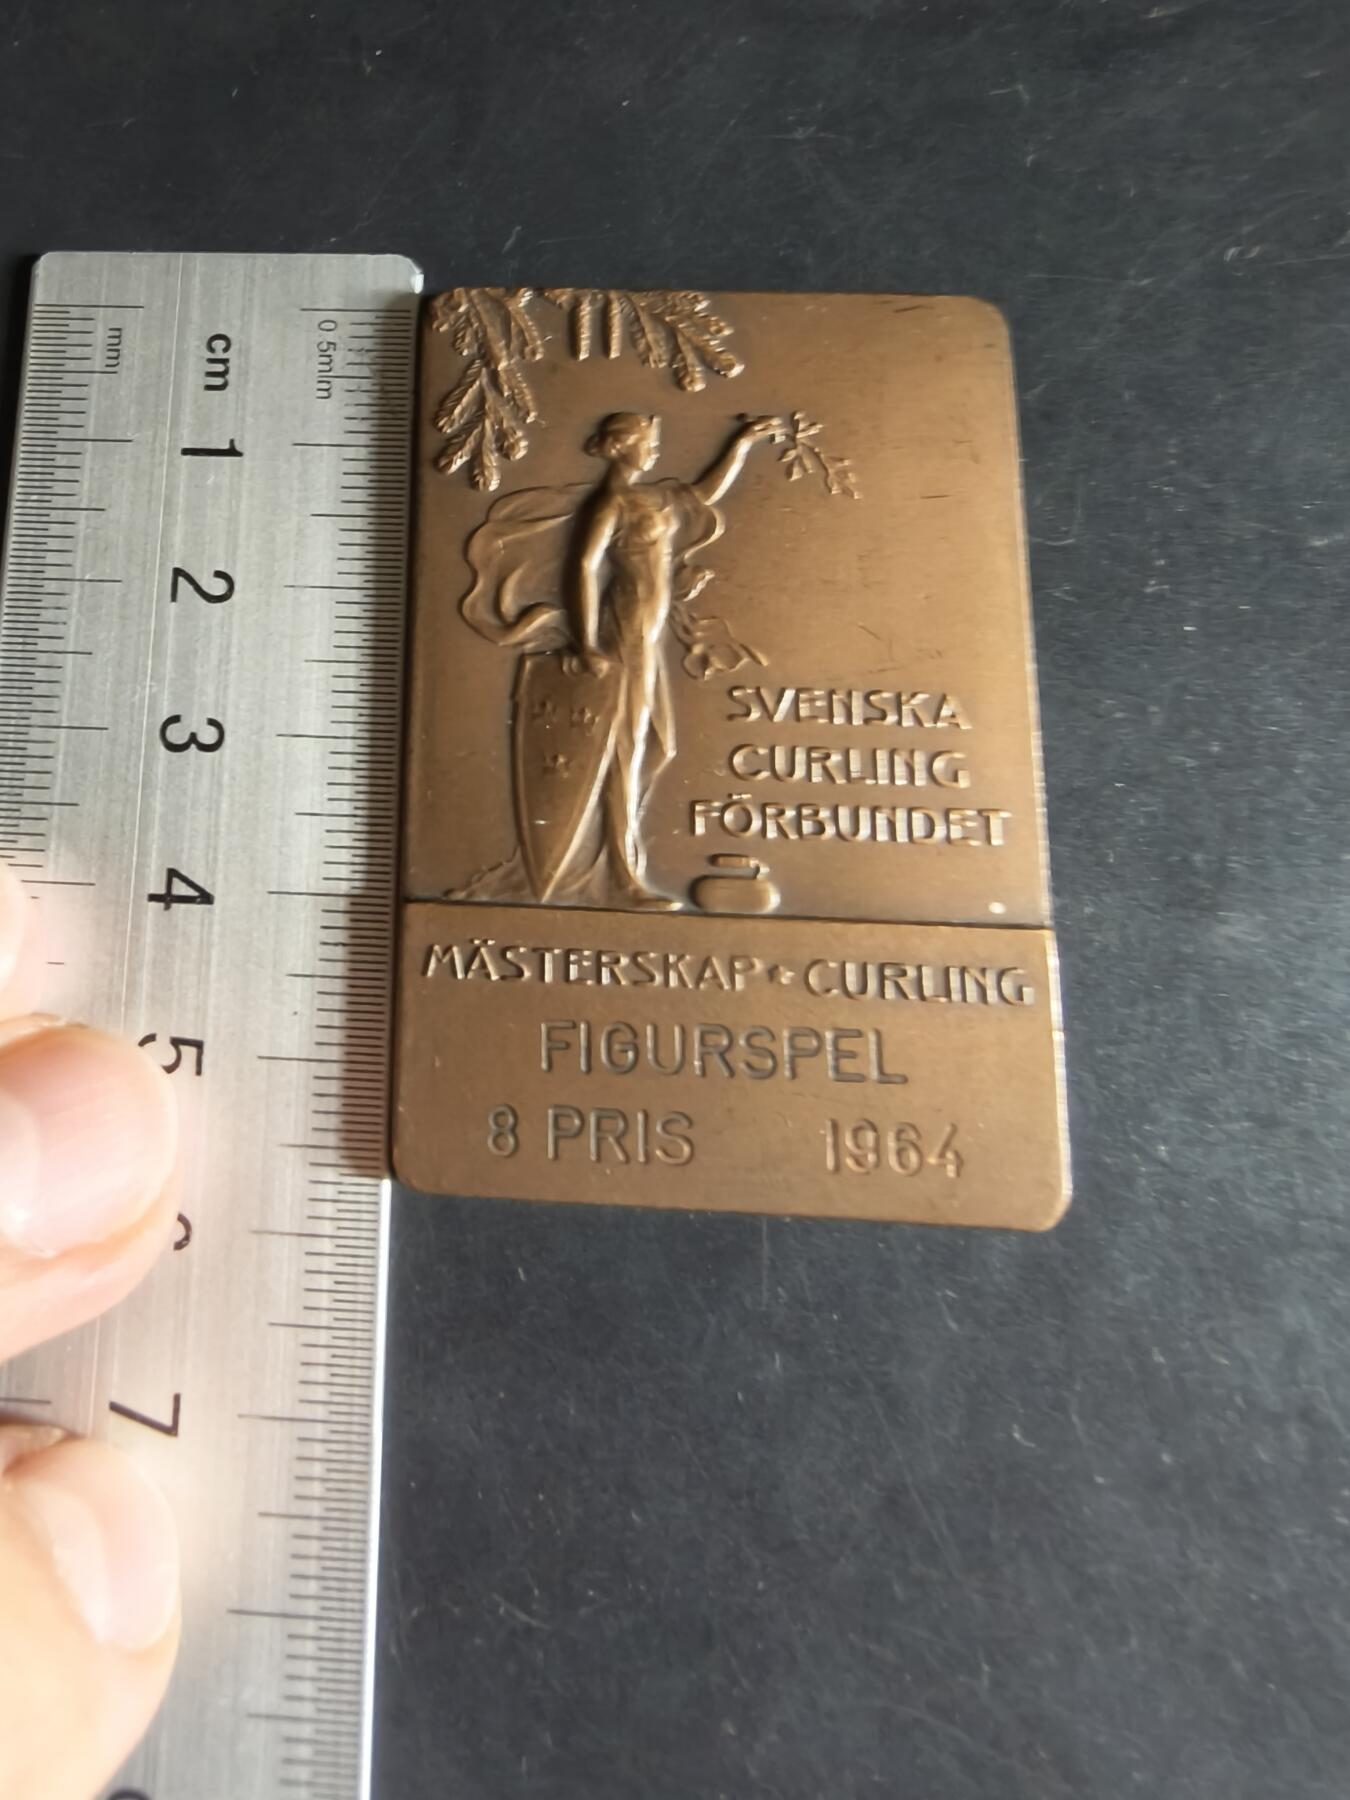 mm
cm
0.5mm
1
2
3
4
5
6
7
SVENSKA
CURLING
FÖRBUNDET
MÄSTERSKAP • CURLING
FIGURSPEL
8 PRIS 1964